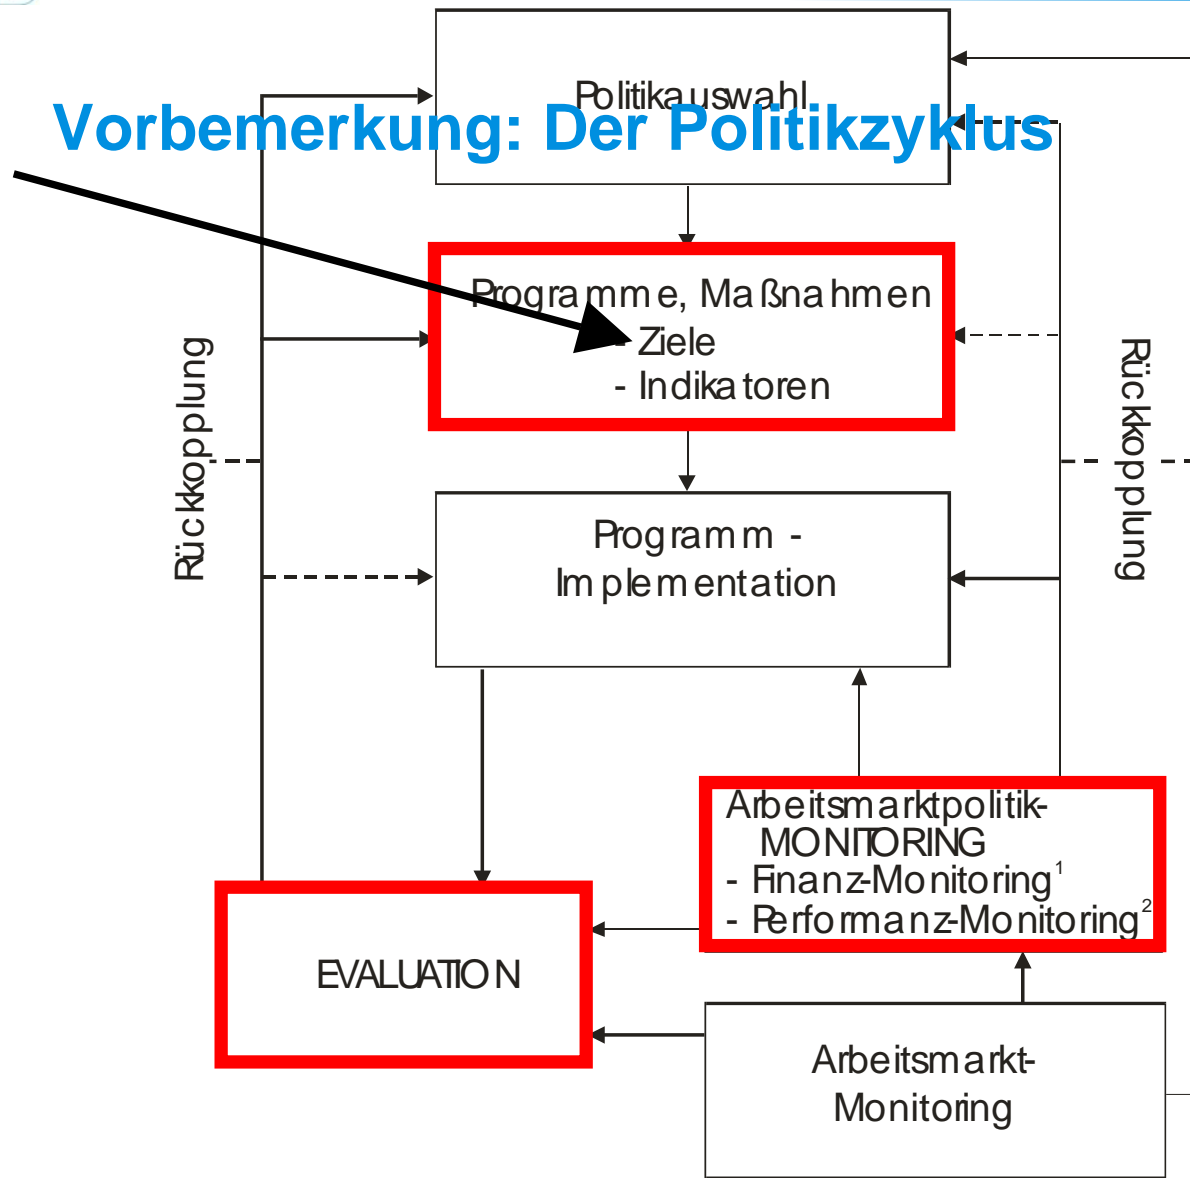 Politikauswahl
Vorbemerkung: Der Politikzyklus
Programme, Maßnahmen
- Ziele
- Indikatoren
Rückkopplung
Rückkopplung
Programm -
Implementation
Arbeitsmarktpolitik-
MONITORING
- Finanz-Monitoring¹
- Performanz-Monitoring²
EVALUATION
Arbeitsmarkt-
Monitoring